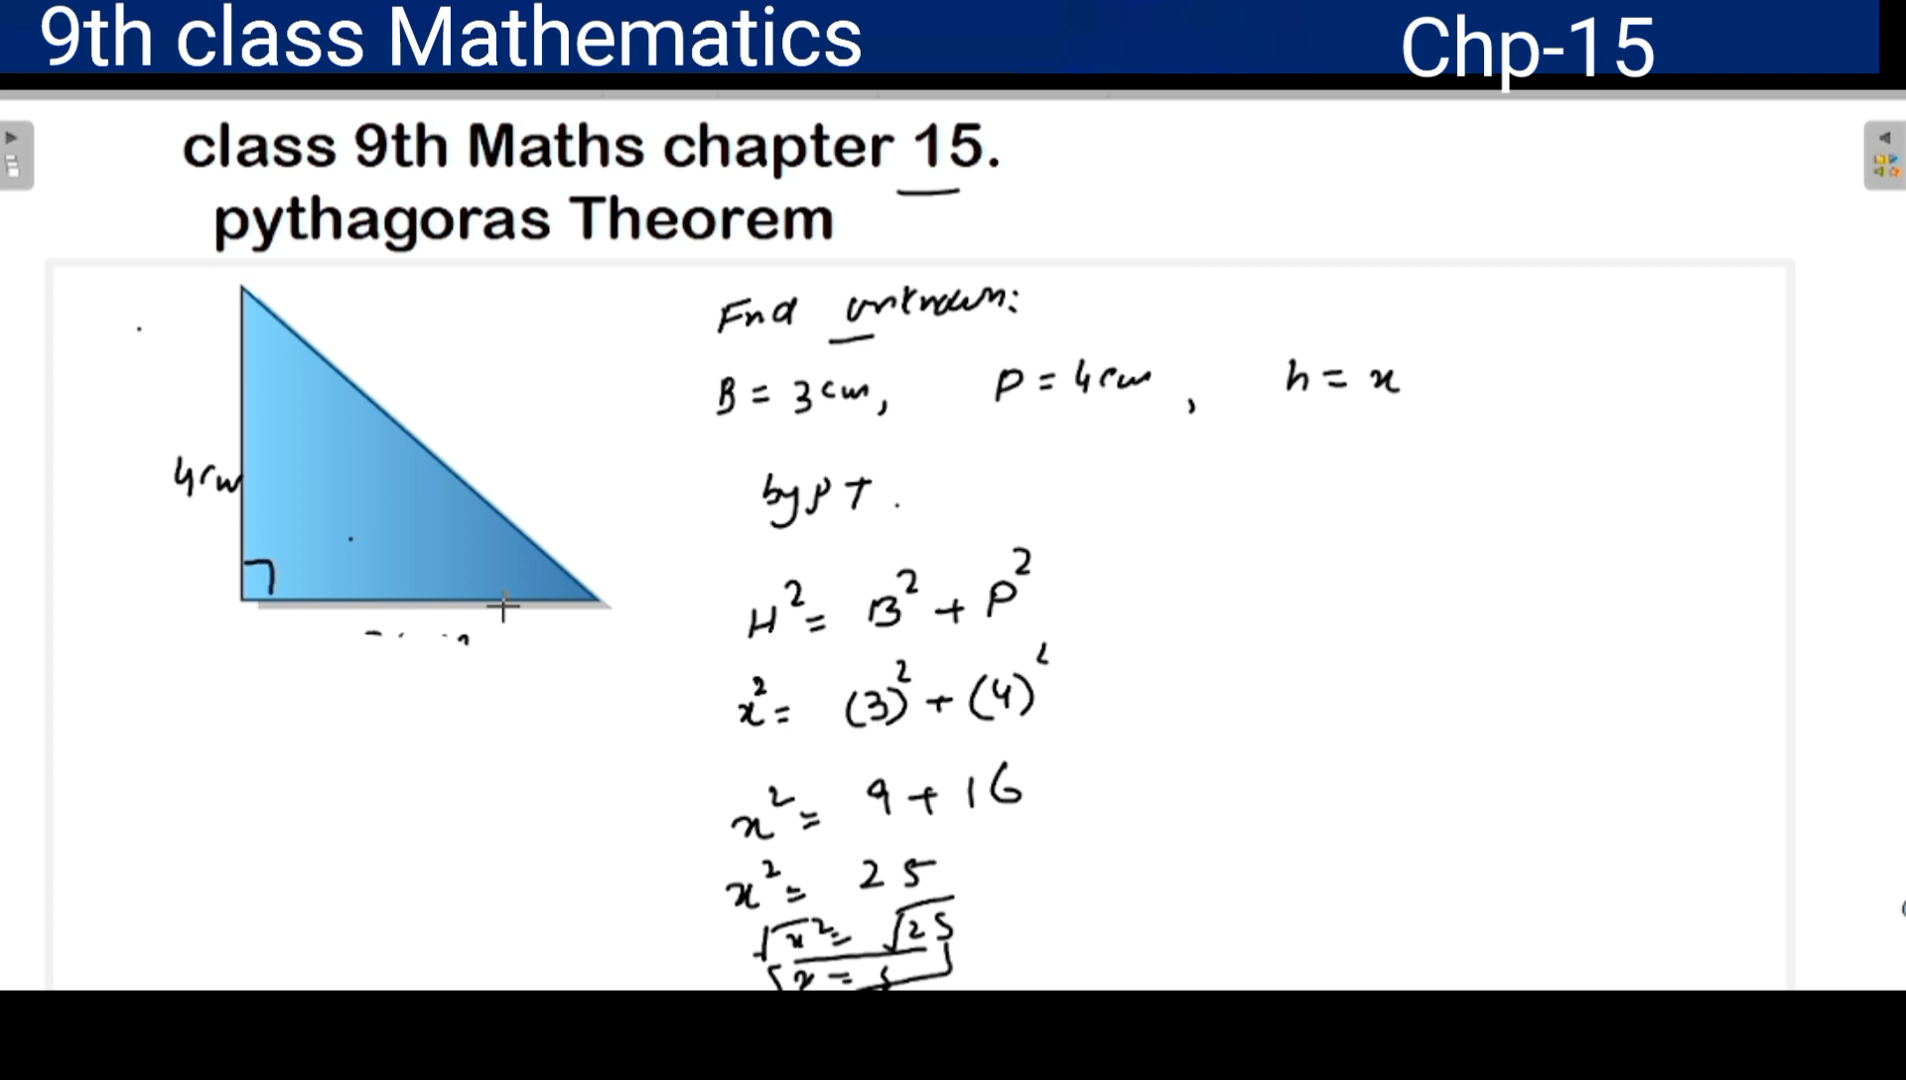 9th class Mathematics
Chp-15
class 9th Maths chapter 15.
pythagoras Theorem
4cm
Find unknown:
B = 3cm, P = 4cm, h = x
by PT.
H² = B² + P²
x² = (3)² + (4)²
x² = 9 + 16
x² = 25
√x² = √25
x = 5